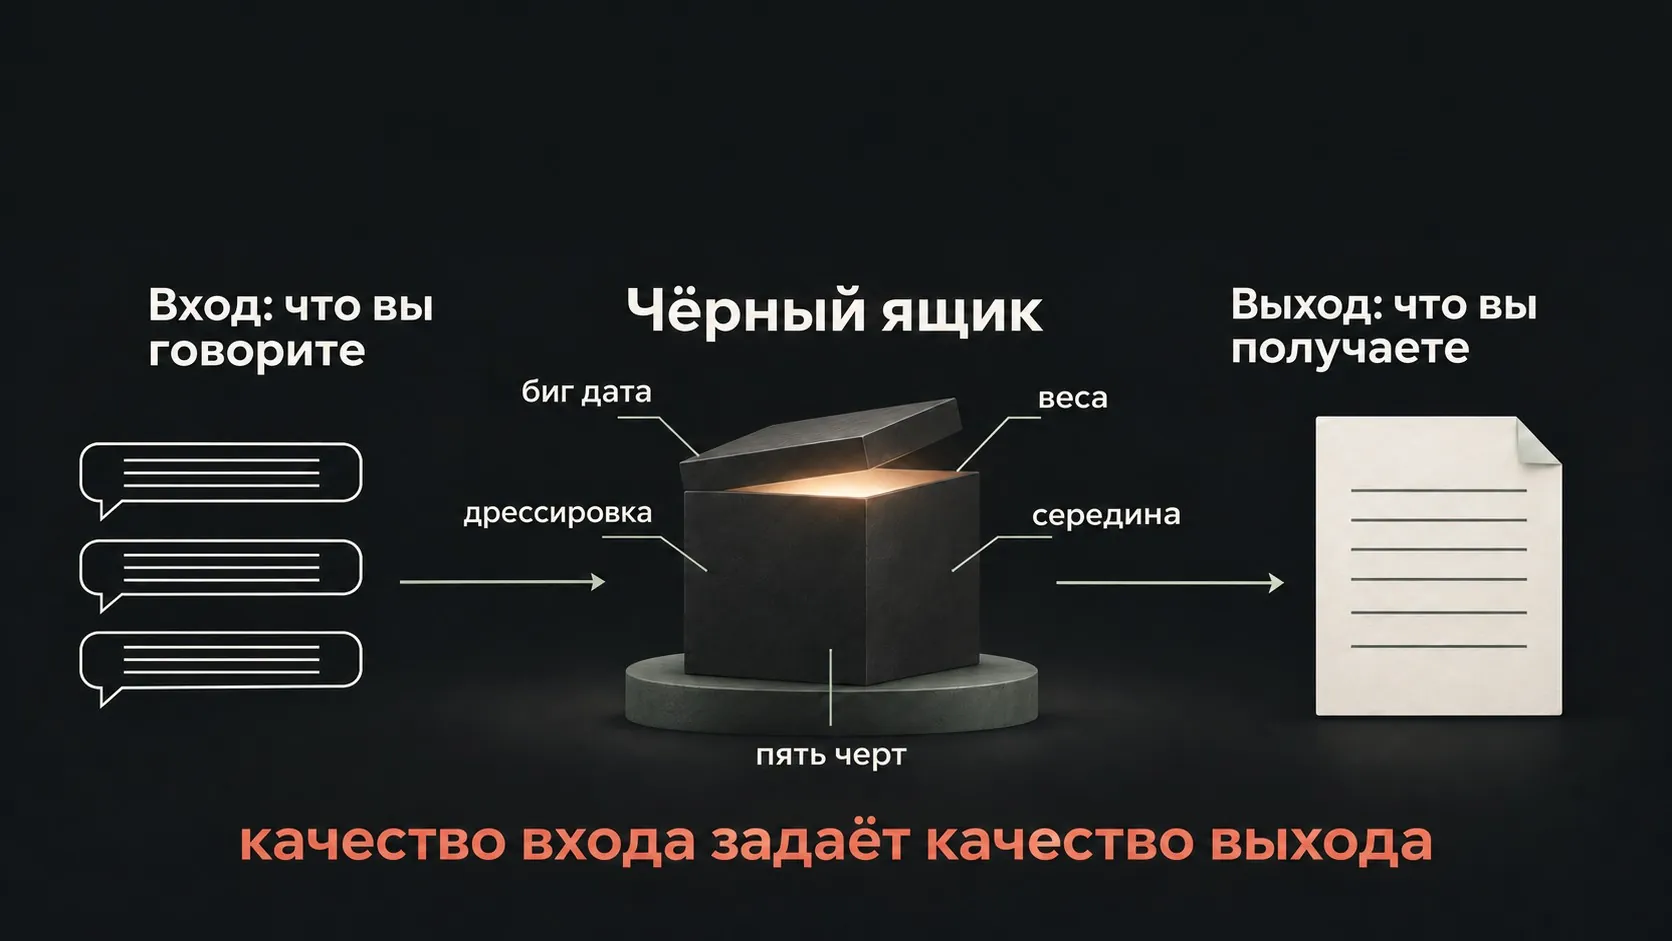 Вход: что вы
говорите
Чёрный ящик
Выход: что вы
получаете
биг дата
веса
дрессировка
середина
пять черт
качество входа задаёт качество выхода